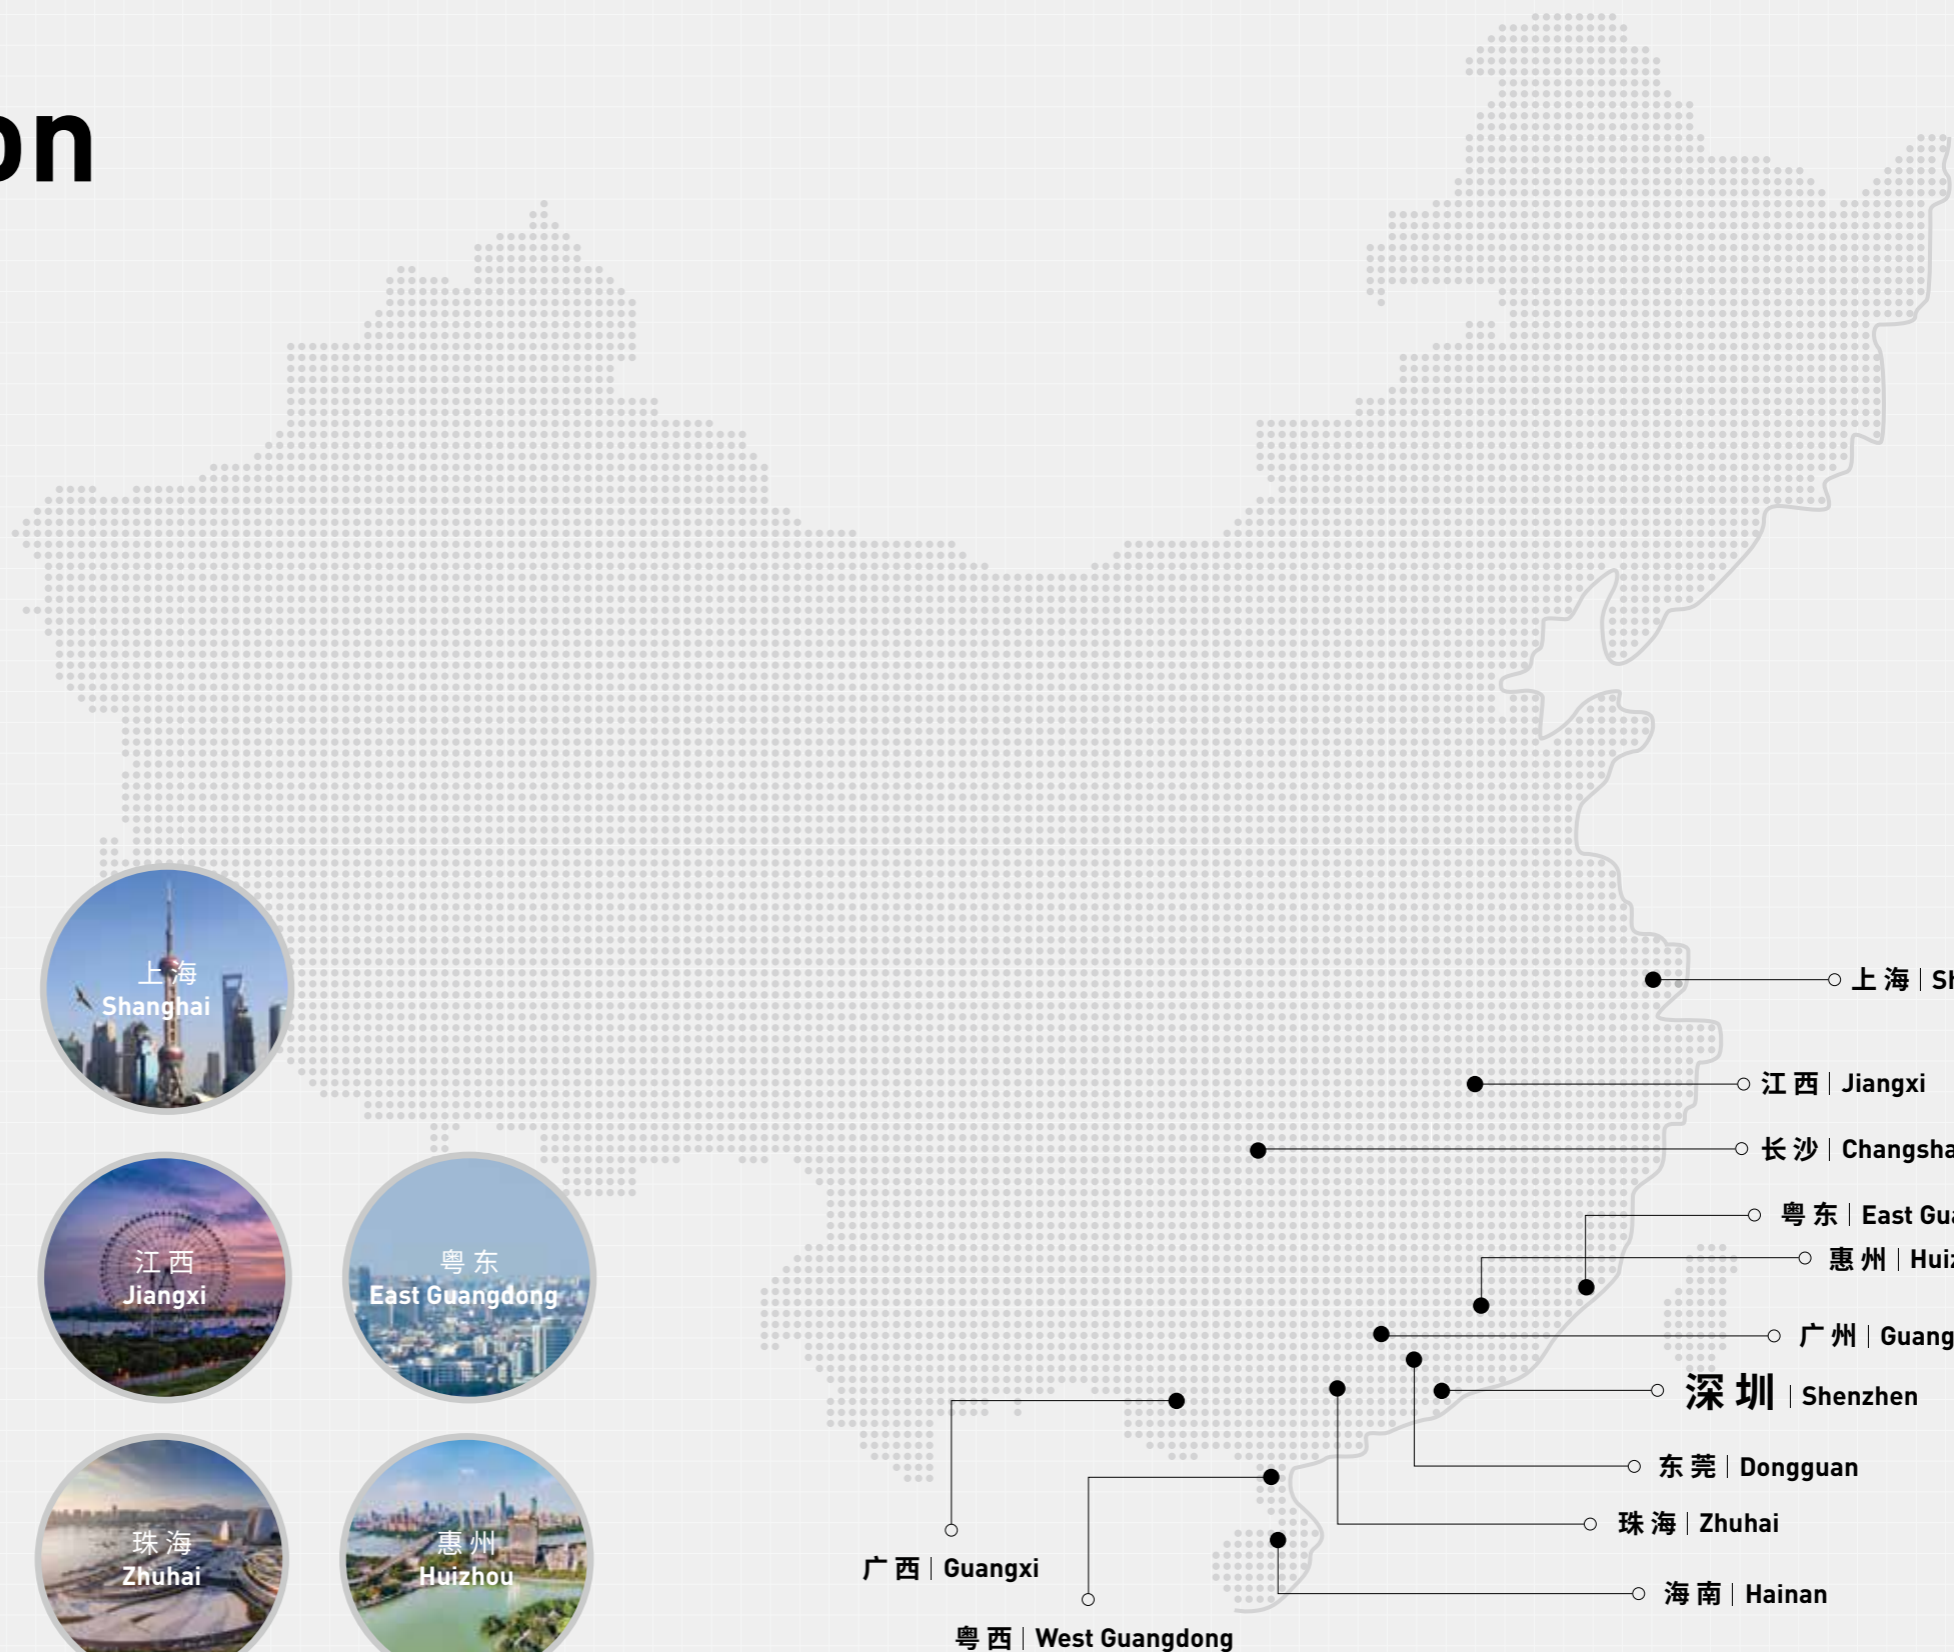 on
上海
Shanghai
江西
Jiangxi
粤东
East Guangdong
珠海
Zhuhai
惠州
Huizhou
上海 | Sh
江西 | Jiangxi
长沙 | Changsha
粤东 | East Gua
惠州 | Huiz
广州 | Guang
深圳 | Shenzhen
东莞 | Dongguan
珠海 | Zhuhai
海南 | Hainan
广西 | Guangxi
粤西 | West Guangdong